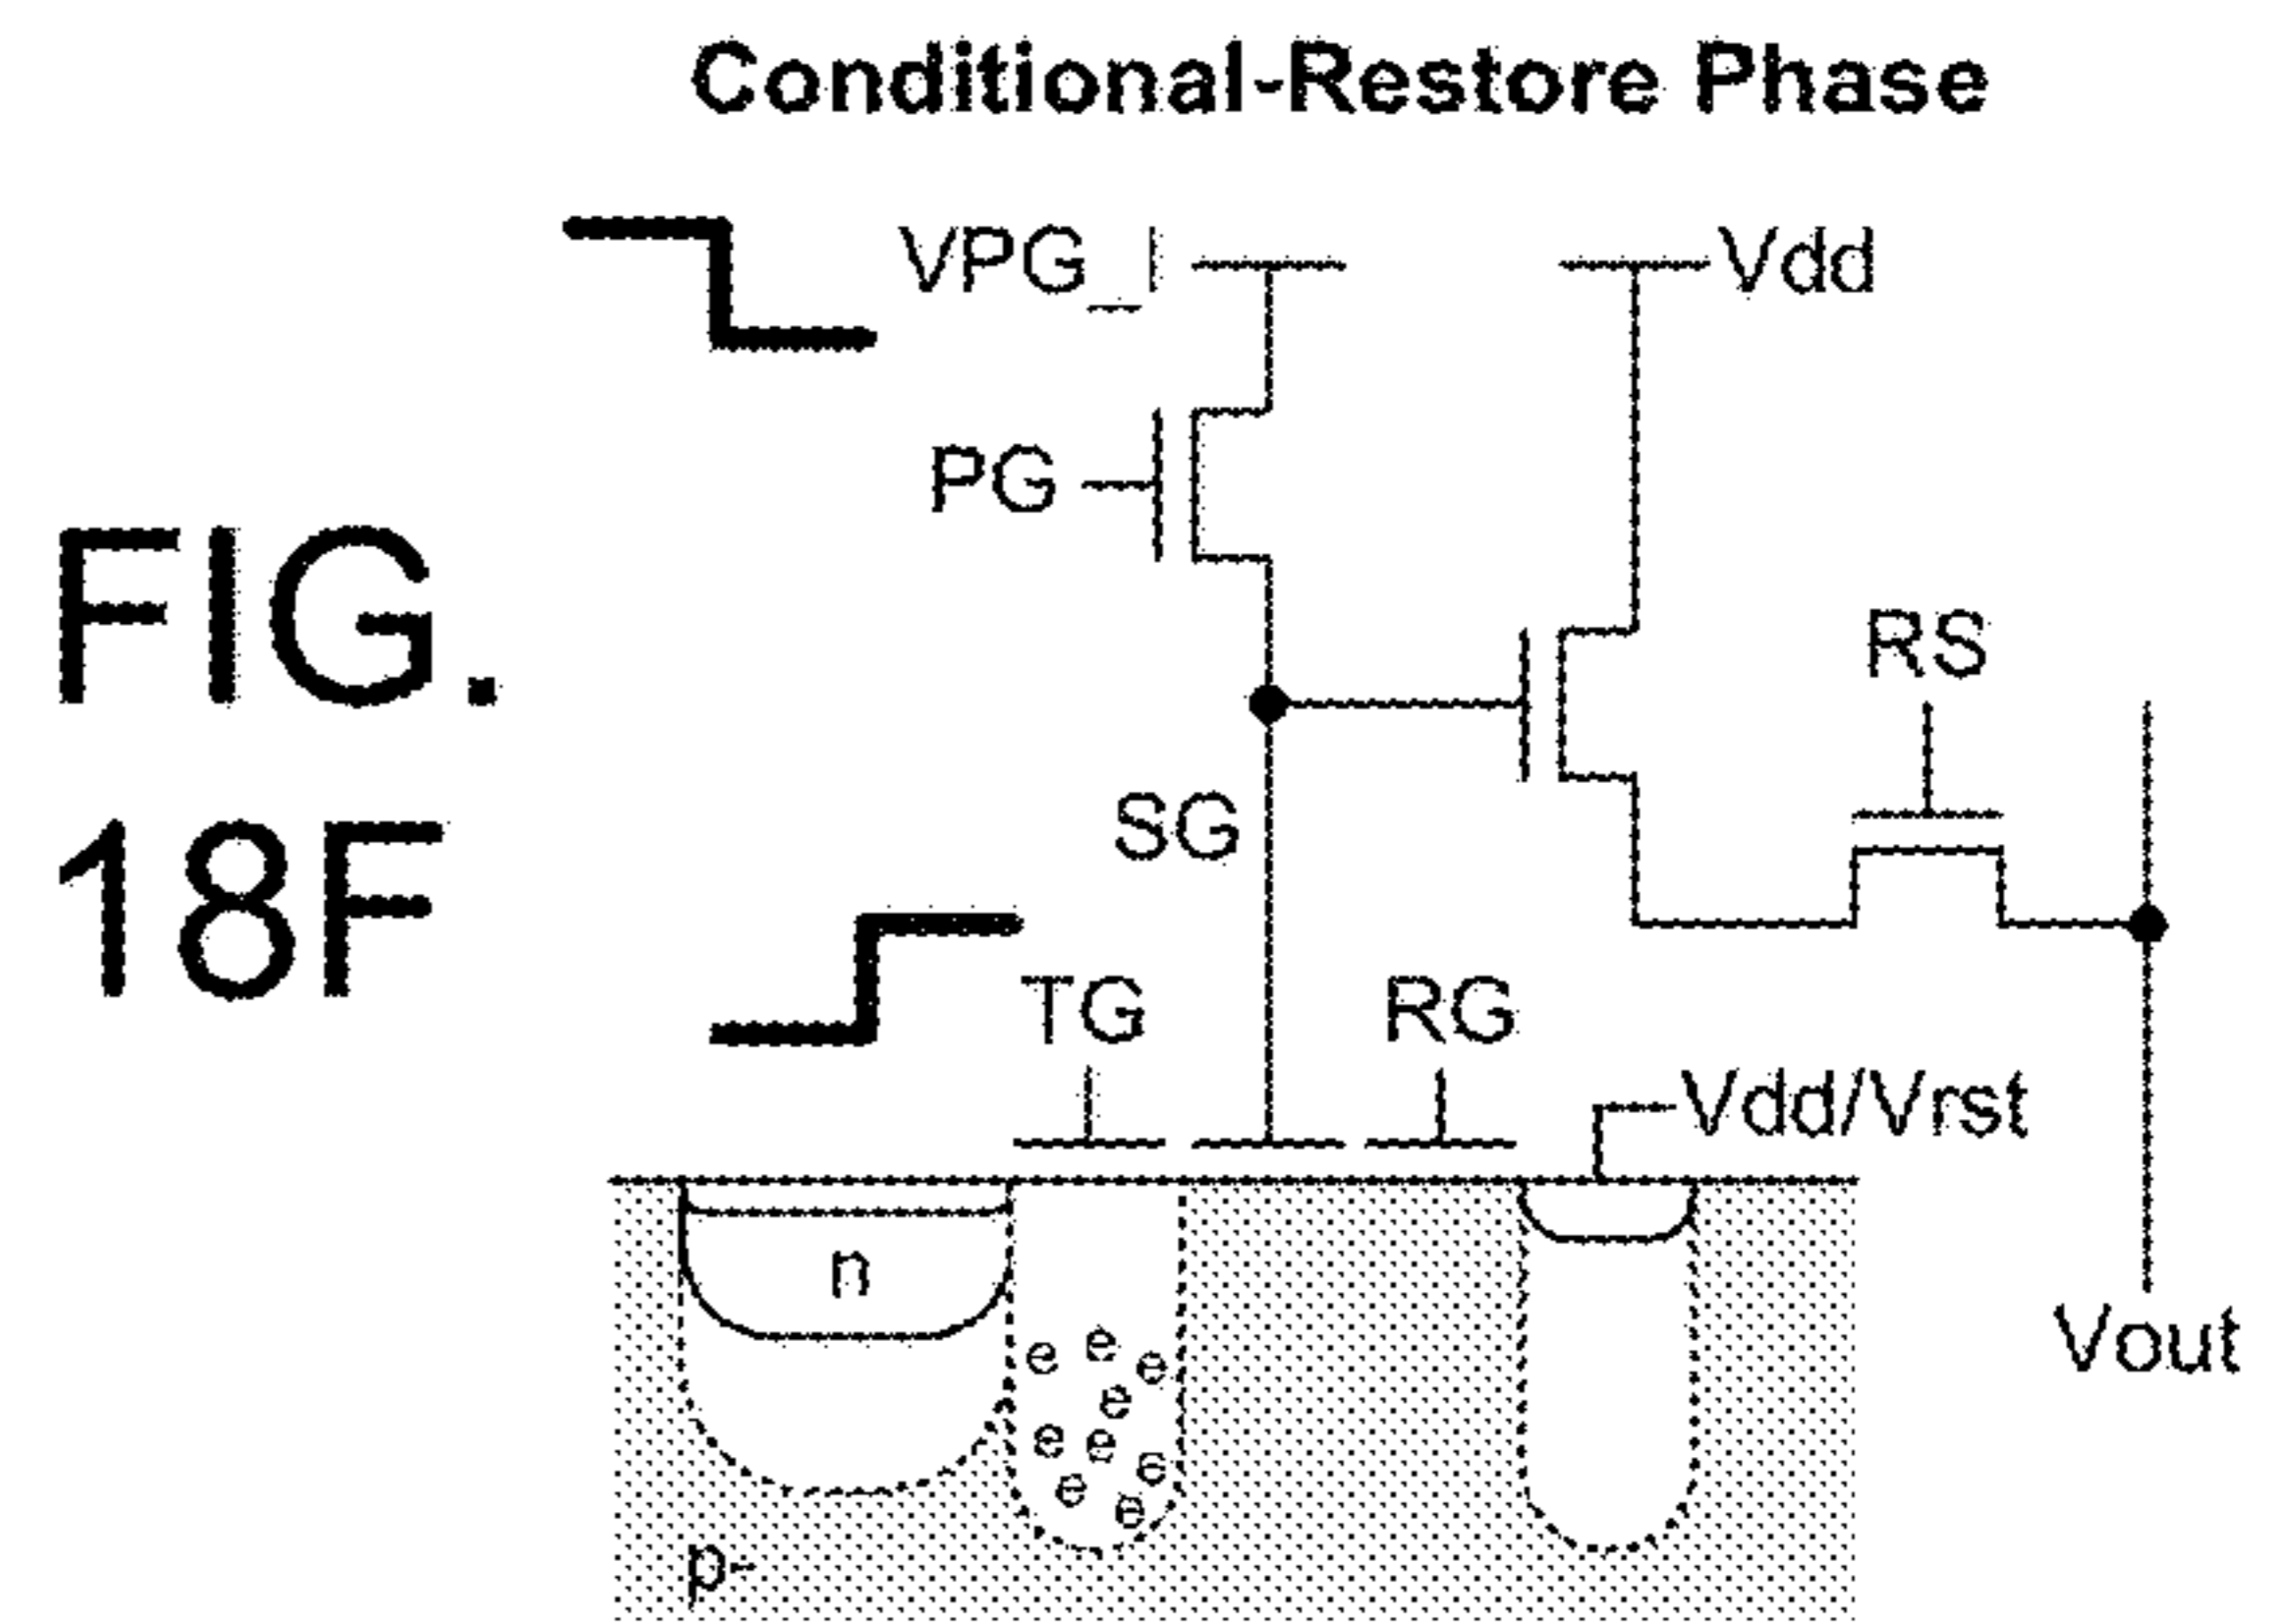 Conditional-Restore Phase
VPG_I
Vdd
PG
FIG.
18F
RS
SG
TG
RG
Vdd/Vrst
n
e e e
e
e e e
e e
Vout
p-